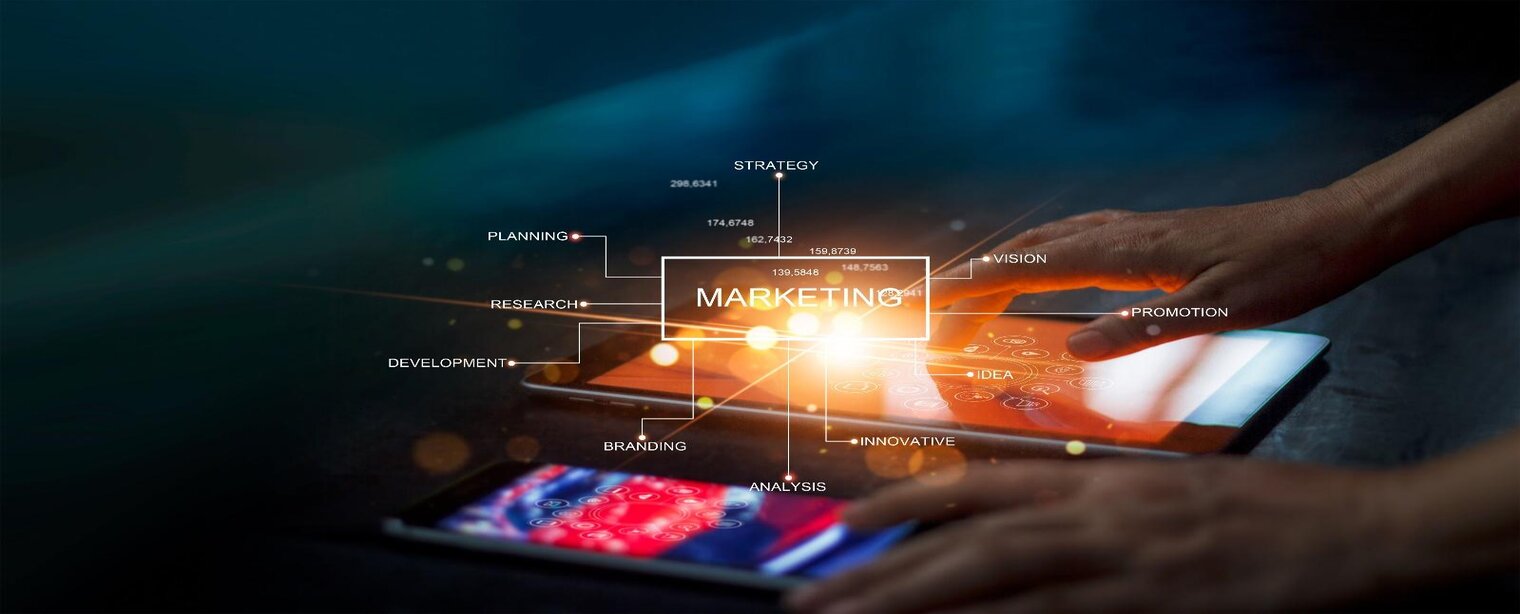 STRATEGY
298,6341
174,6748
PLANNING
162,7432
159,8739
VISION
148,7563
139,5848
MARKETING
RESEARCH
PROMOTION
DEVELOPMENT
IDEA
INNOVATIVE
BRANDING
ANALYSIS